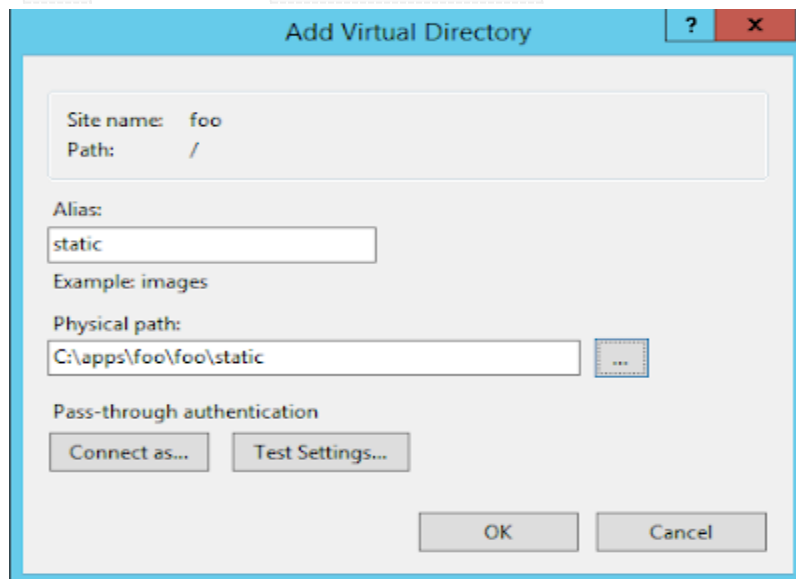 Add Virtual Directory
?
x
Site name: foo
Path: /
Alias:
static
Example: images
Physical path:
C:\apps\foo\foo\static
...
Pass-through authentication
Connect as... Test Settings...
OK Cancel